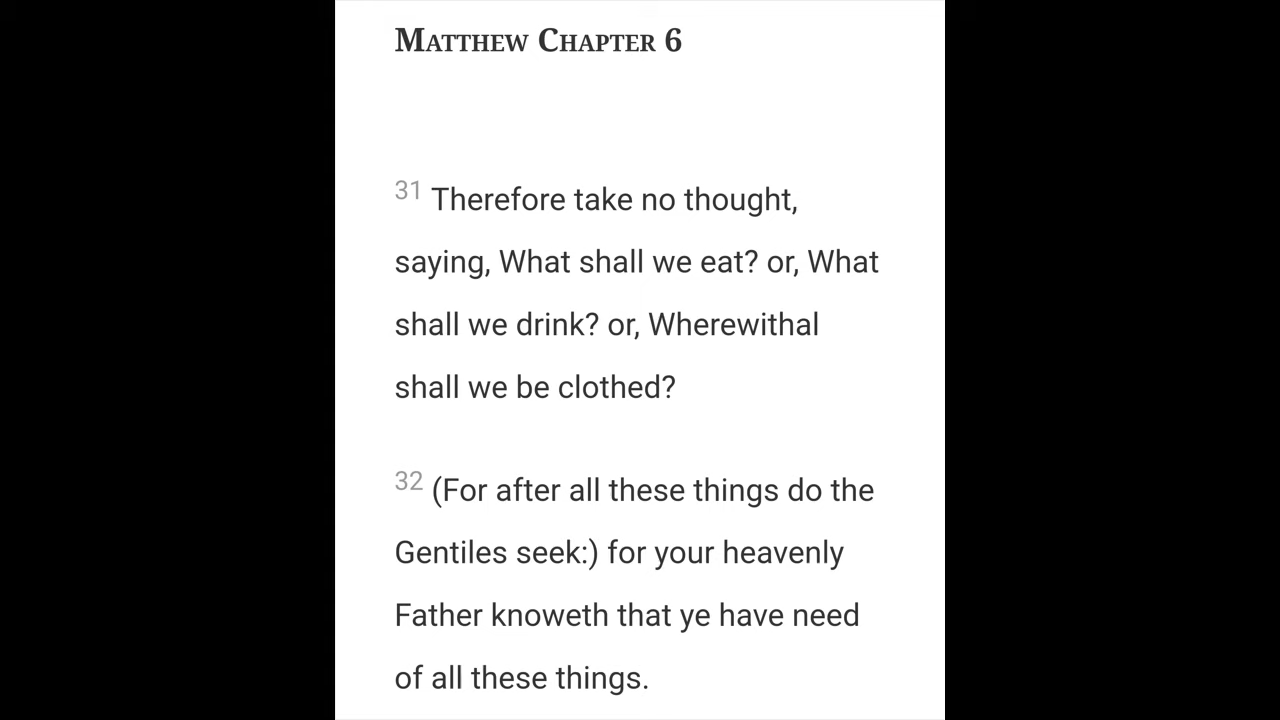 Matthew Chapter 6
31 Therefore take no thought,
saying, What shall we eat? or, What
shall we drink? or, Wherewithal
shall we be clothed?
32 (For after all these things do the
Gentiles seek:) for your heavenly
Father knoweth that ye have need
of all these things.